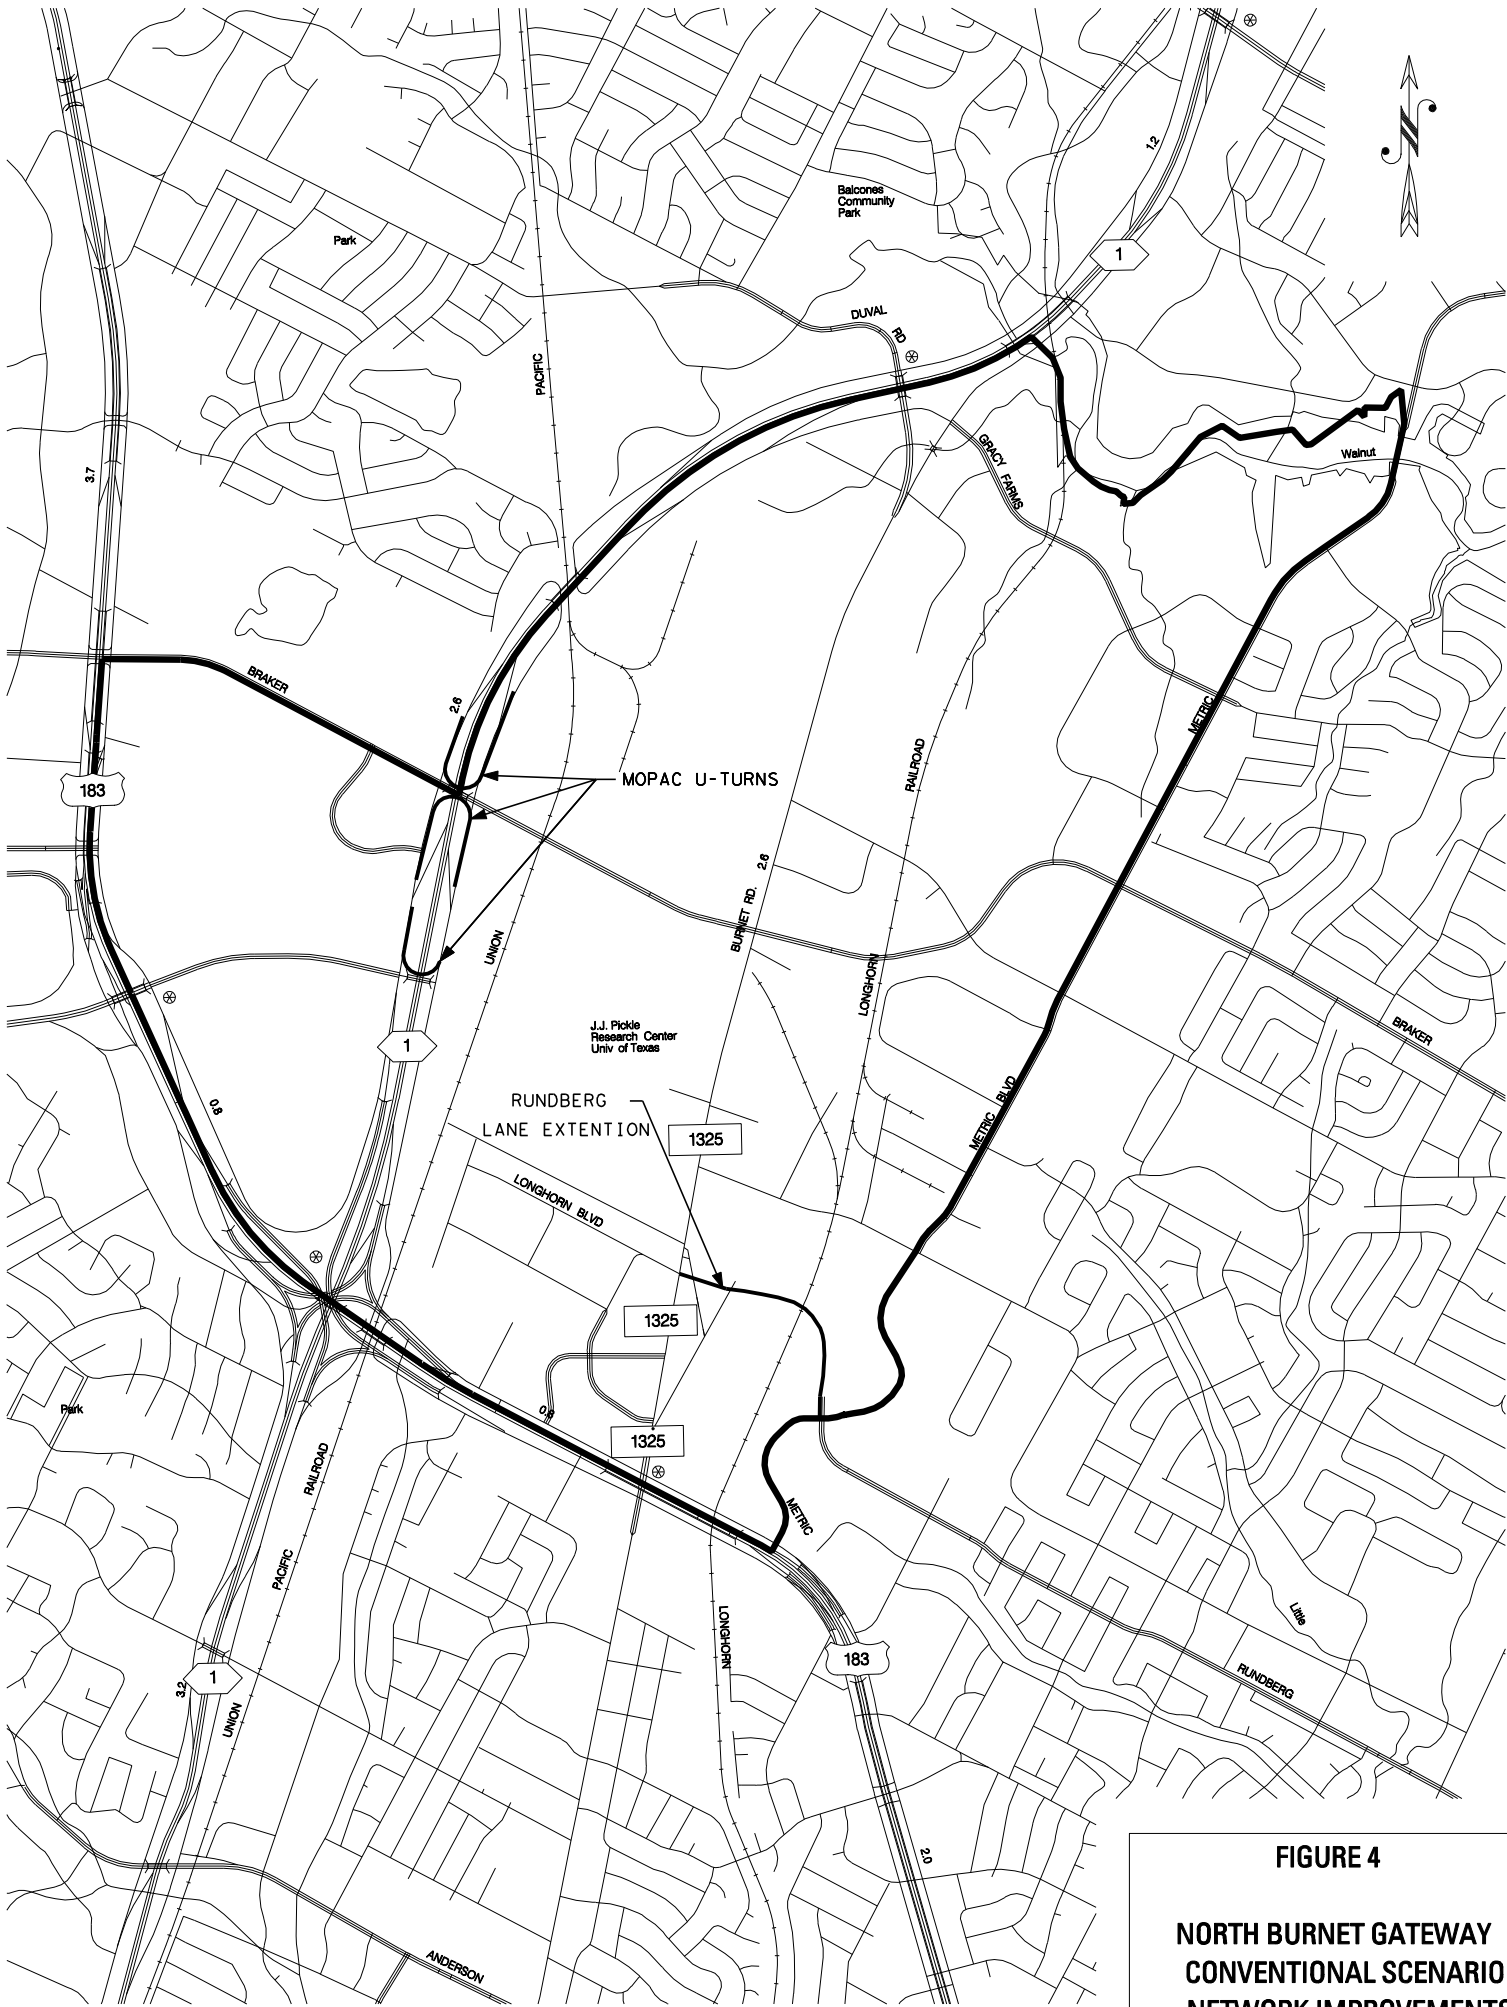 1.2
Balcones
Community
Park
Park
1
DUVAL
RD
PACIFIC
GRACY FARMS
Walnut
3.7
BRAKER
2.6
METRIC
RAILROAD
MOPAC U-TURNS
183
2.6
BURNET RD.
UNION
LONGHORN
J.J. Pickle
Research Center
Univ of Texas
BRAKER
1
0.8
RUNDBERG
LANE EXTENTION
METRIC BLVD
1325
LONGHORN BLVD
1325
Park
0.8
1325
RAILROAD
METRIC
PACIFIC
LONGHORN
Little
183
RUNDBERG
1
3.2
UNION
2.0
ANDERSON
FIGURE 4
NORTH BURNET GATEWAY
CONVENTIONAL SCENARIO
NETWORK IMPROVEMENTS